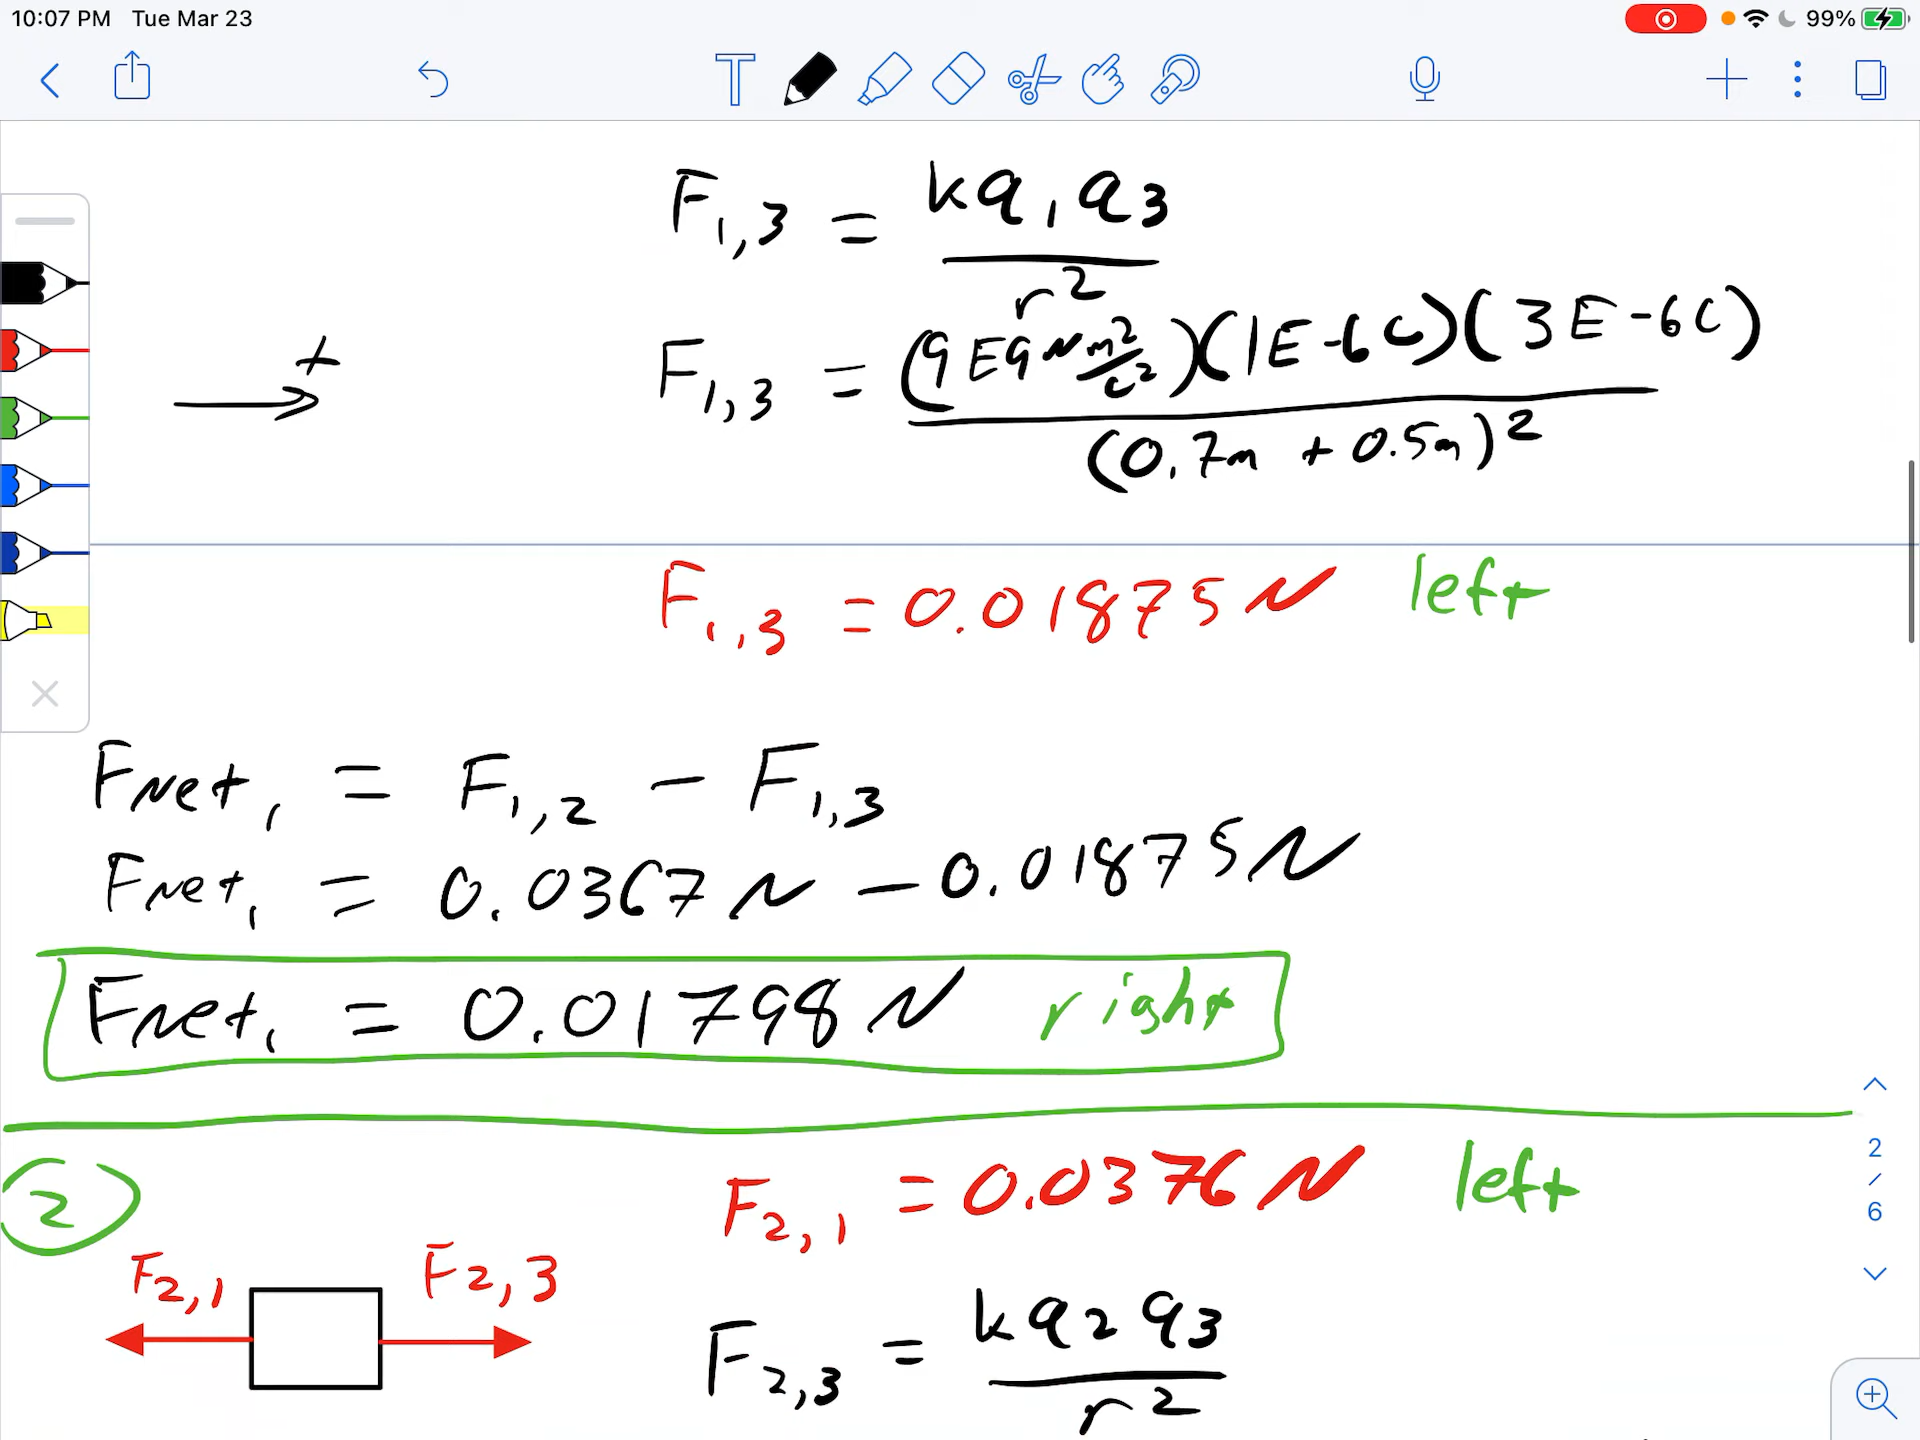 10:07 PM Tue Mar 23
99%
T
F1,3 = kq1q3
r²
+
F1,3 = (9E9 N m²/C²)(1E-6C)(3E-6C)
(0.7m + 0.5m)²
F1,3 = 0.01875 N left
FNet1 = F1,2 - F1,3
FNet1 = 0.0367 N - 0.01875 N
FNet1 = 0.01798 N right
2
/
6
2
F2,1 = 0.0376 N left
F2,1 F2,3
F2,3 = kq2q3
r²